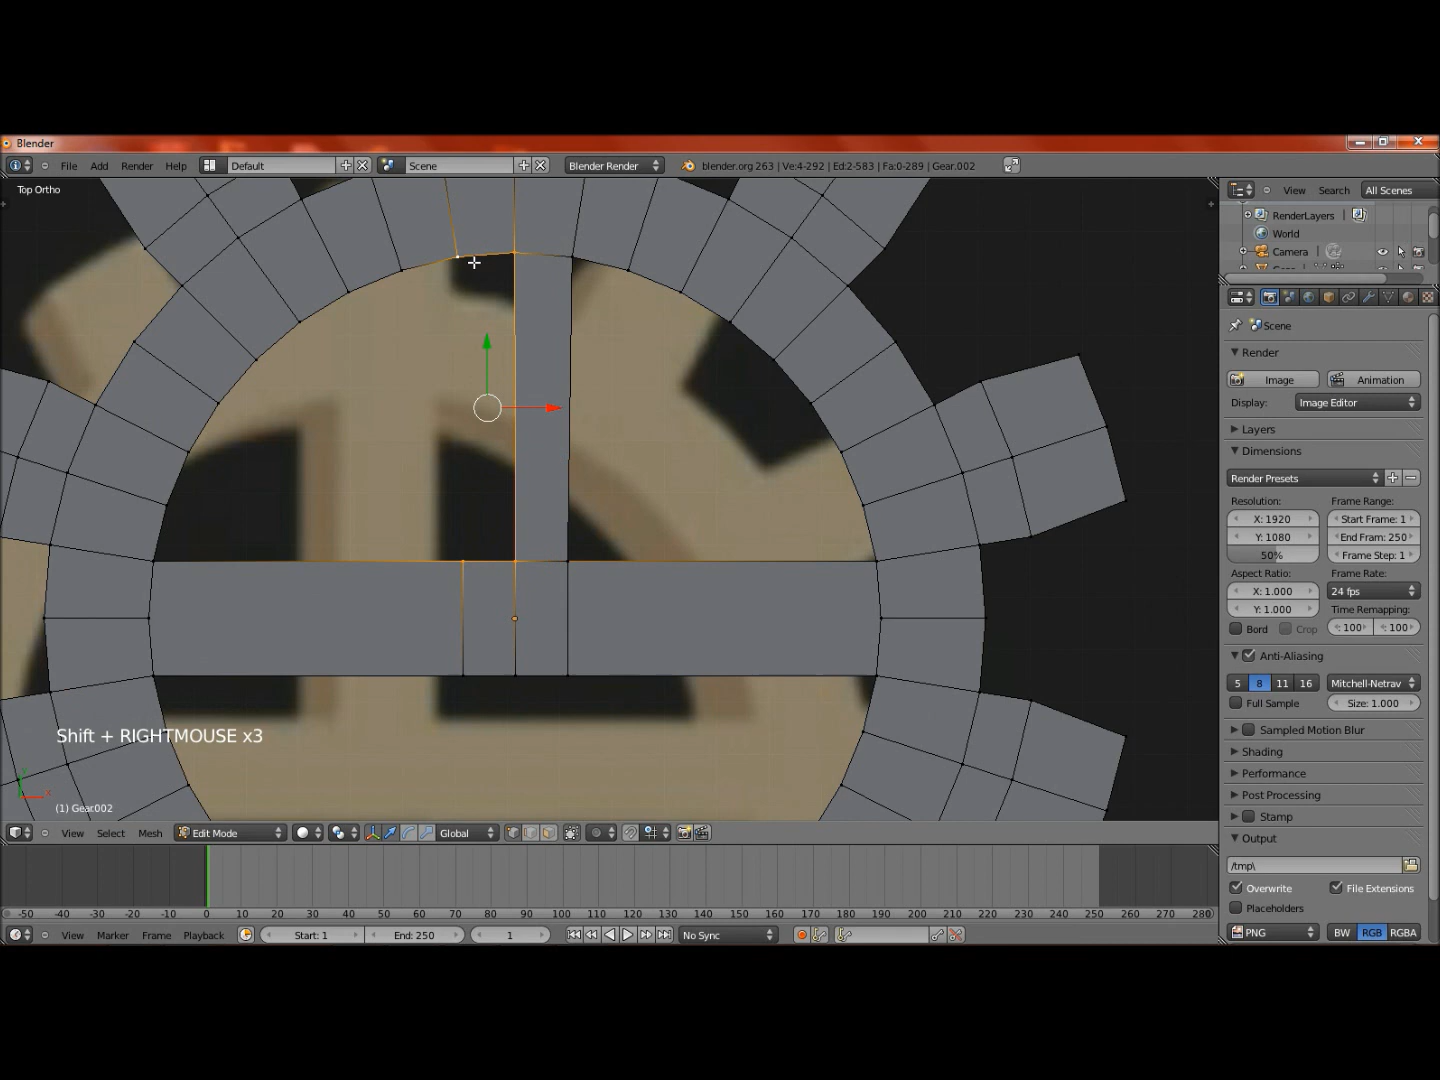 Blender
File Add Render Help Default Scene Blender Render blender.org 263 | Ve:4-292 | Ed:2-583 | Fa:0-289 | Gear.002
Top Ortho
View Search All Scenes
RenderLayers
World
Camera
Scene
Render
Image Animation
Display: Image Editor
Layers
Dimensions
Render Presets
Resolution: Frame Range:
X: 1920 Start Frame: 1
Y: 1080 End Fram: 250
50% Frame Step: 1
Aspect Ratio: Frame Rate:
X: 1.000 24 fps
Y: 1.000 Time Remapping:
Bord Crop : 100 : 100
Anti-Aliasing
5 8 11 16 Mitchell-Netrav
Full Sample Size: 1.000
Sampled Motion Blur
Shift + RIGHTMOUSE x3
Shading
Performance
Post Processing
(1) Gear.002
Stamp
View Select Mesh Edit Mode Global
Output
/tmp\
Overwrite File Extensions
Placeholders
-50 -40 -30 -20 -10 0 10 20 30 40 50 60 70 80 90 100 110 120 130 140 150 160 170 180 190 200 210 220 230 240 250 260 270 280
View Marker Frame Playback Start: 1 End: 250 1 No Sync
PNG BW RGB RGBA